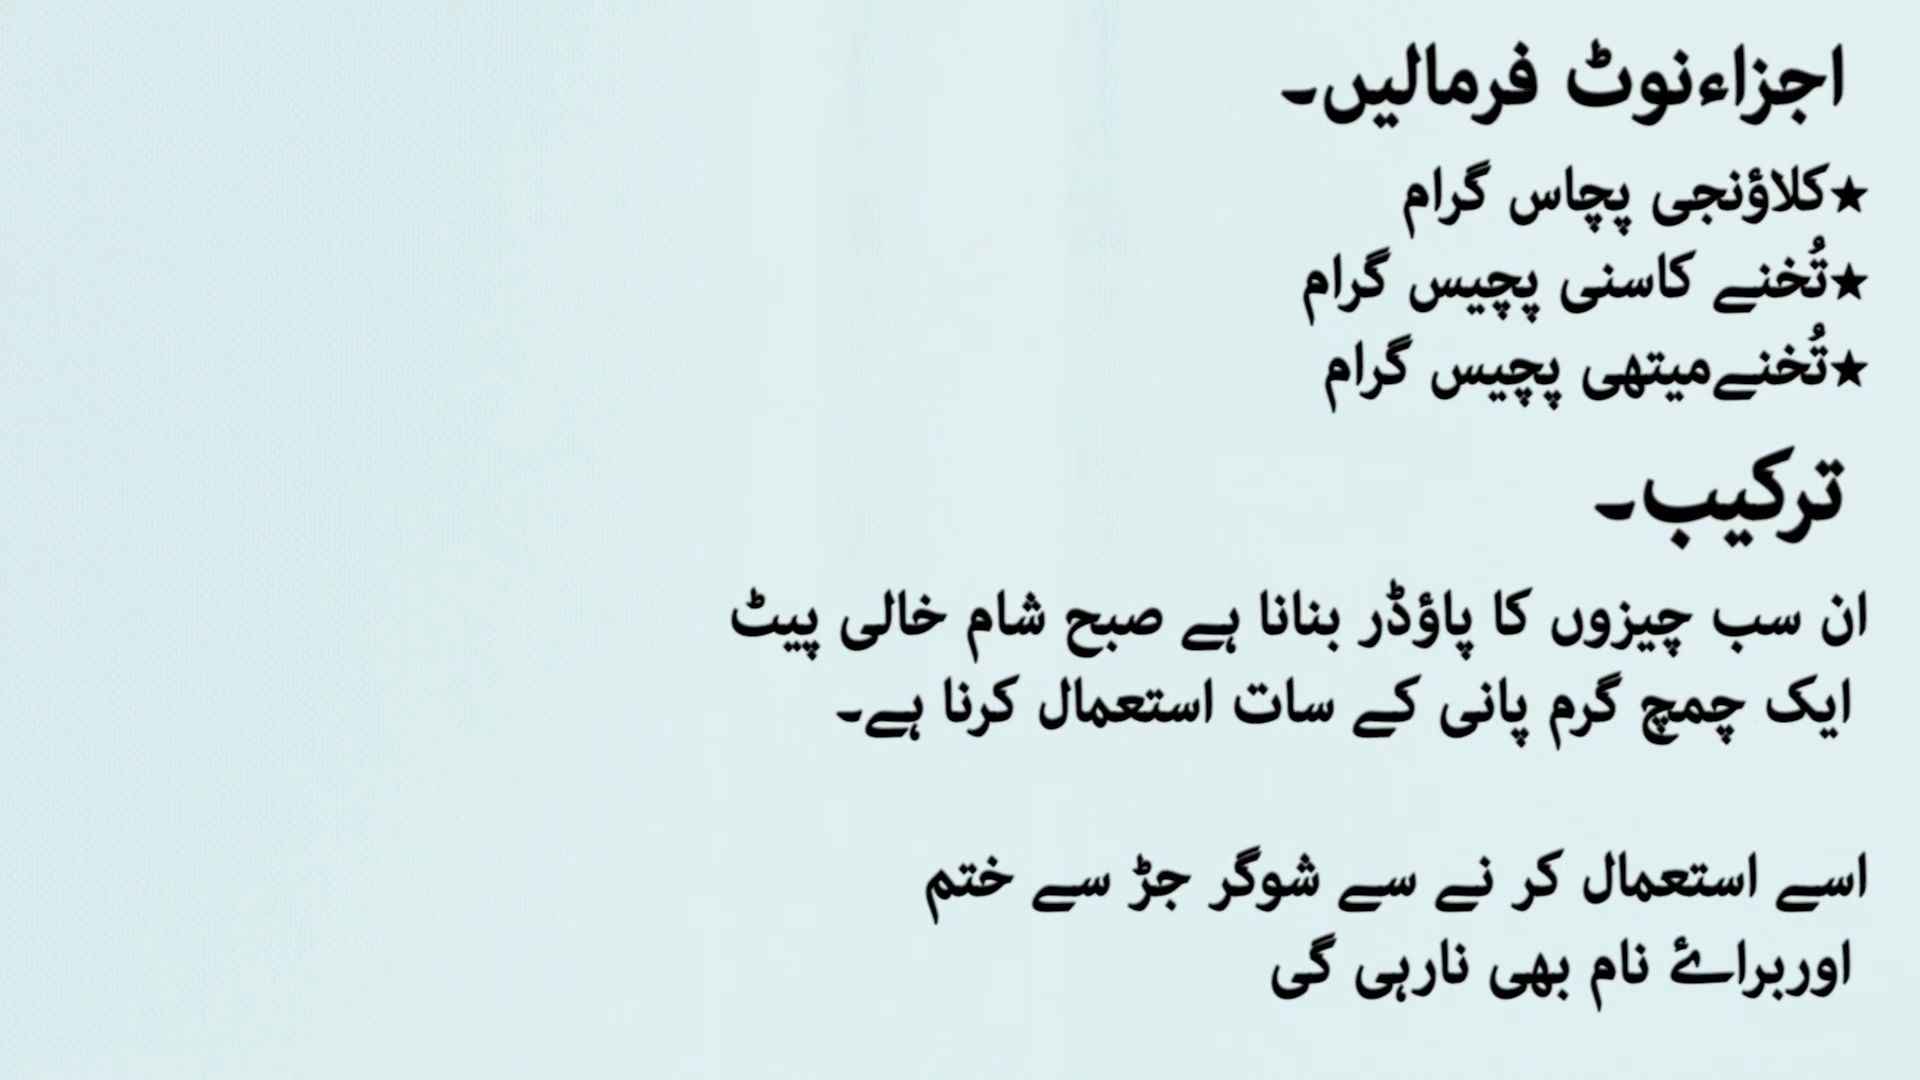 اجزاءنوٹ فرمالیں۔
★کلاؤنجی پچاس گرام
★تُخنے کاسنی پچیس گرام
★تُخنےمیتھی پچیس گرام
ترکیب۔
ان سب چیزوں کا پاؤڈر بنانا ہے صبح شام خالی پیٹ
ایک چمچ گرم پانی کے سات استعمال کرنا ہے۔
اسے استعمال کر نے سے شوگر جڑ سے ختم
اوربراۓ نام بھی نارہی گی